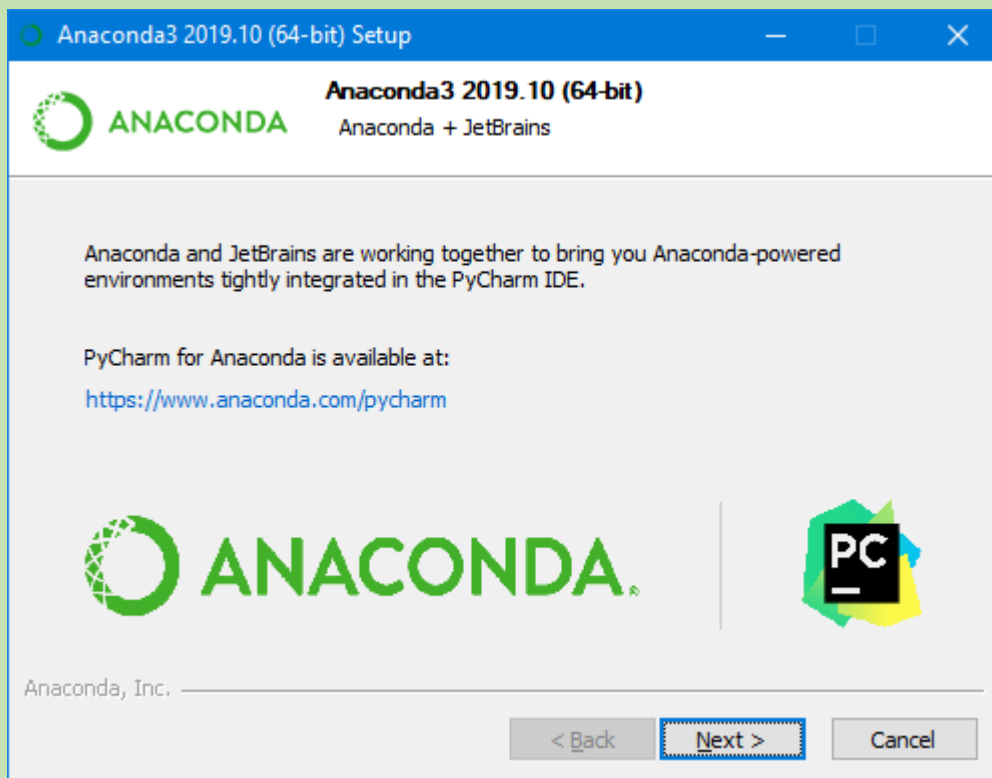 Anaconda3 2019.10 (64-bit) Setup
ANACONDA
Anaconda3 2019.10 (64-bit)
Anaconda + JetBrains
Anaconda and JetBrains are working together to bring you Anaconda-powered
environments tightly integrated in the PyCharm IDE.
PyCharm for Anaconda is available at:
https://www.anaconda.com/pycharm
ANACONDA®
PC
Anaconda, Inc.
< Back Next > Cancel